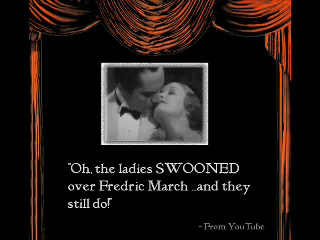 "Oh, the ladies SWOONED
over Fredric March ...and they
still do!"
- From YouTube